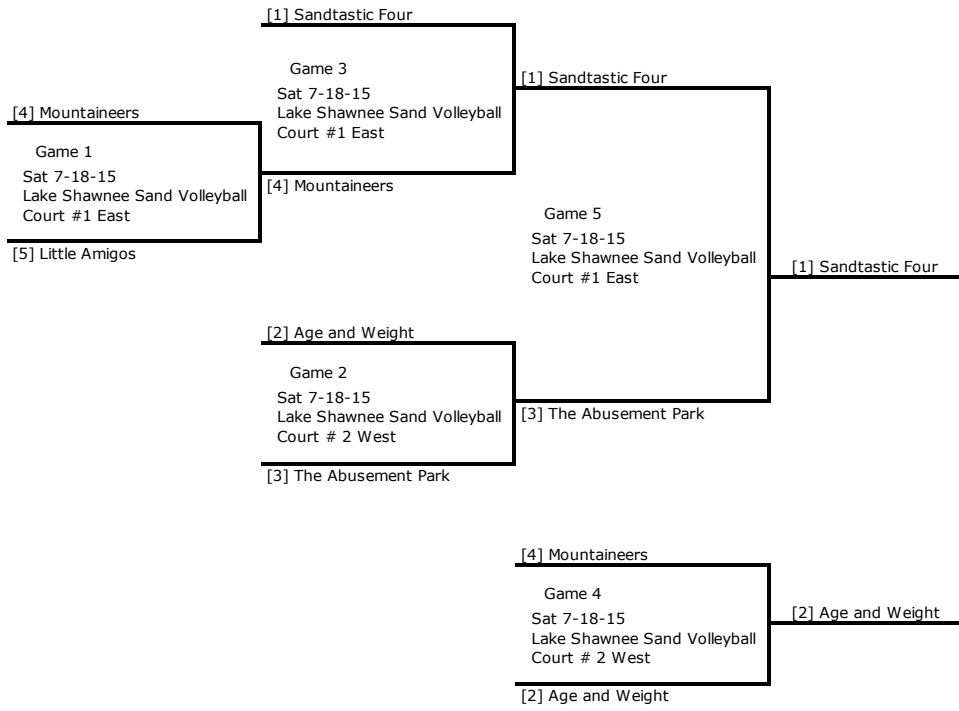 [1] Sandtastic Four
Game 3
Sat 7-18-15
Lake Shawnee Sand Volleyball
Court #1 East
[1] Sandtastic Four
[4] Mountaineers
Game 1
Sat 7-18-15
Lake Shawnee Sand Volleyball
Court #1 East
[4] Mountaineers
[5] Little Amigos
Game 5
Sat 7-18-15
Lake Shawnee Sand Volleyball
Court #1 East
[1] Sandtastic Four
[2] Age and Weight
Game 2
Sat 7-18-15
Lake Shawnee Sand Volleyball
Court # 2 West
[3] The Abusement Park
[3] The Abusement Park
[4] Mountaineers
Game 4
Sat 7-18-15
Lake Shawnee Sand Volleyball
Court # 2 West
[2] Age and Weight
[2] Age and Weight